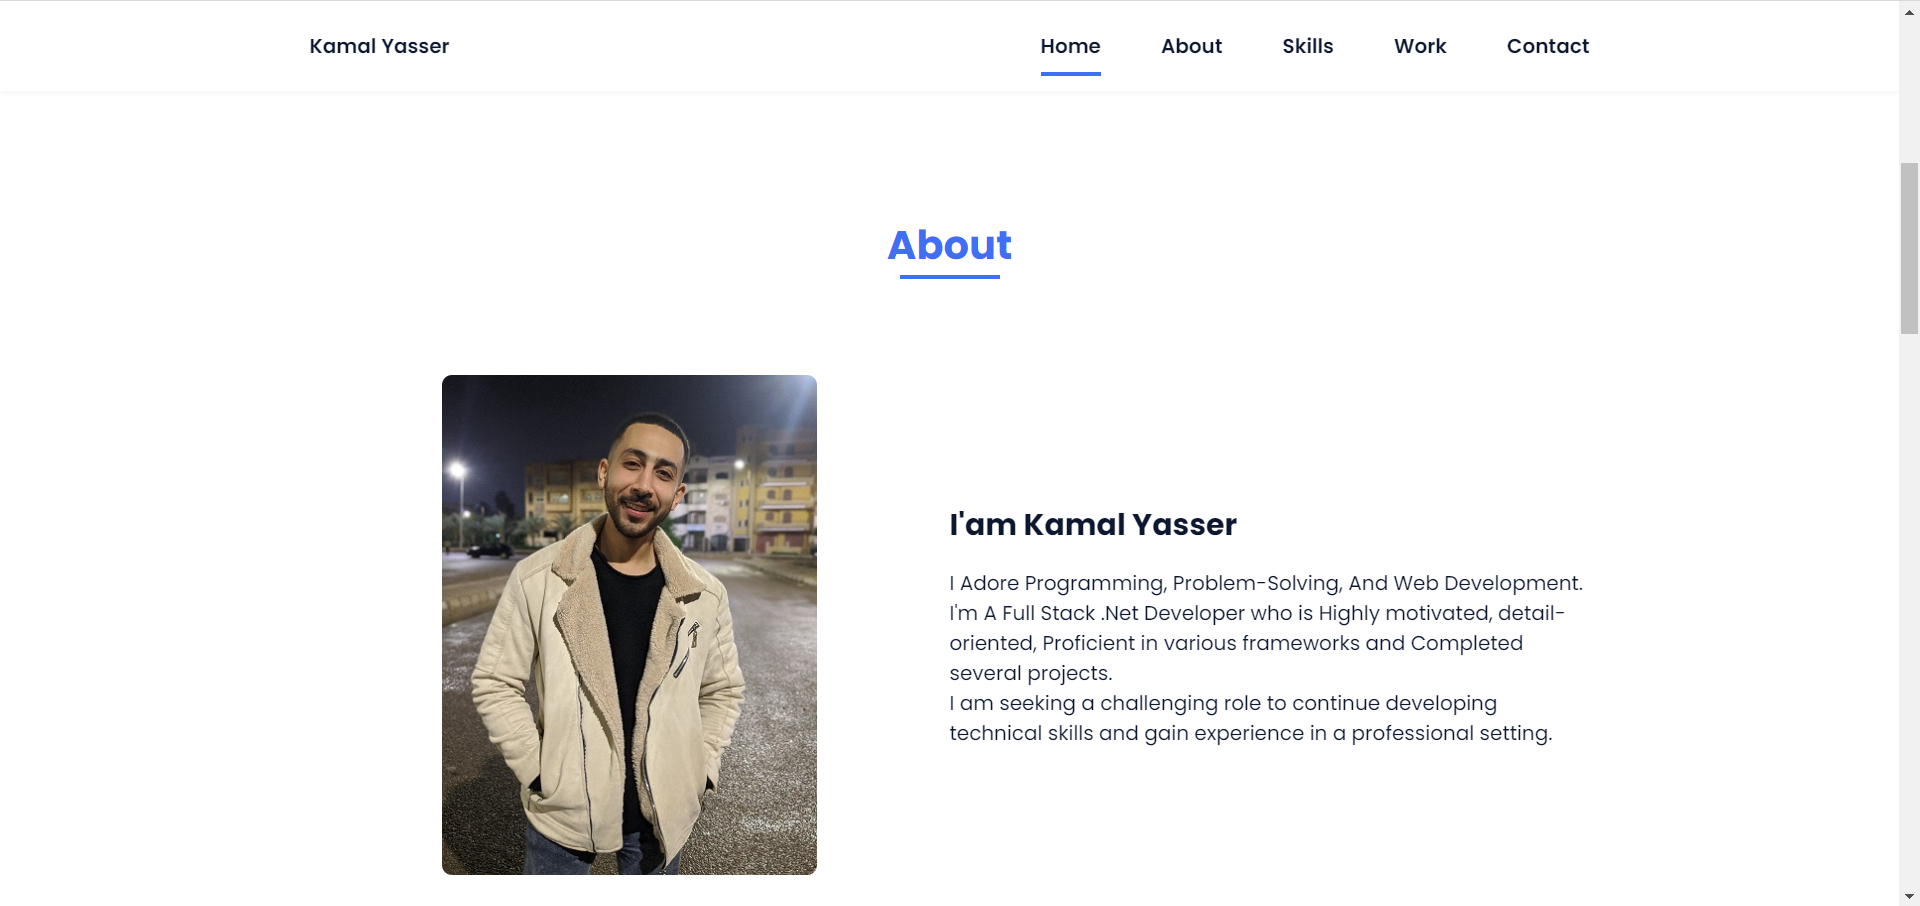 Kamal Yasser
Home
About
Skills
Work
Contact
About
I'am Kamal Yasser
I Adore Programming, Problem-Solving, And Web Development.
I'm A Full Stack .Net Developer who is Highly motivated, detail-
oriented, Proficient in various frameworks and Completed
several projects.
I am seeking a challenging role to continue developing
technical skills and gain experience in a professional setting.